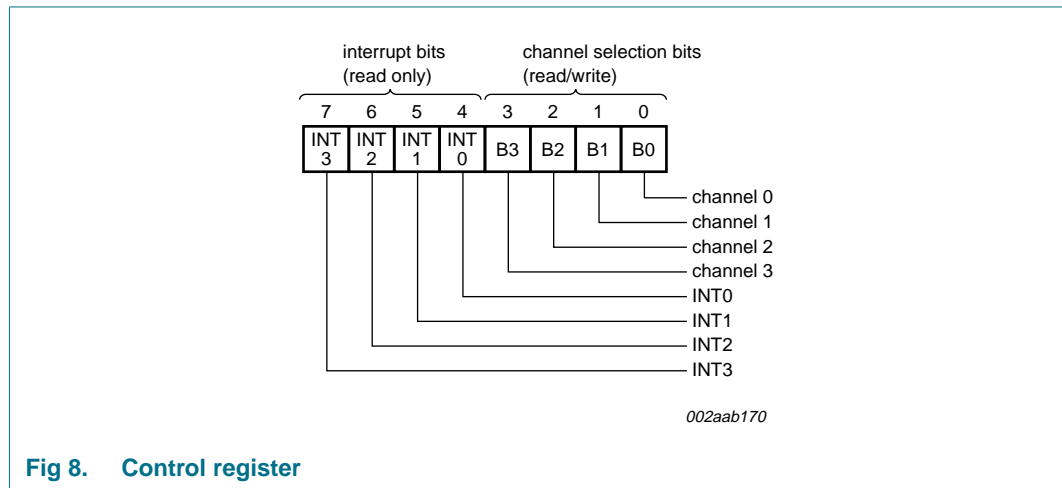 interrupt bits channel selection bits
(read only) (read/write)
7 6 5 4 3 2 1 0
INT INT INT INT B3 B2 B1 B0
3 2 1 0
channel 0
channel 1
channel 2
channel 3
INT0
INT1
INT2
INT3
002aab170
Fig 8. Control register